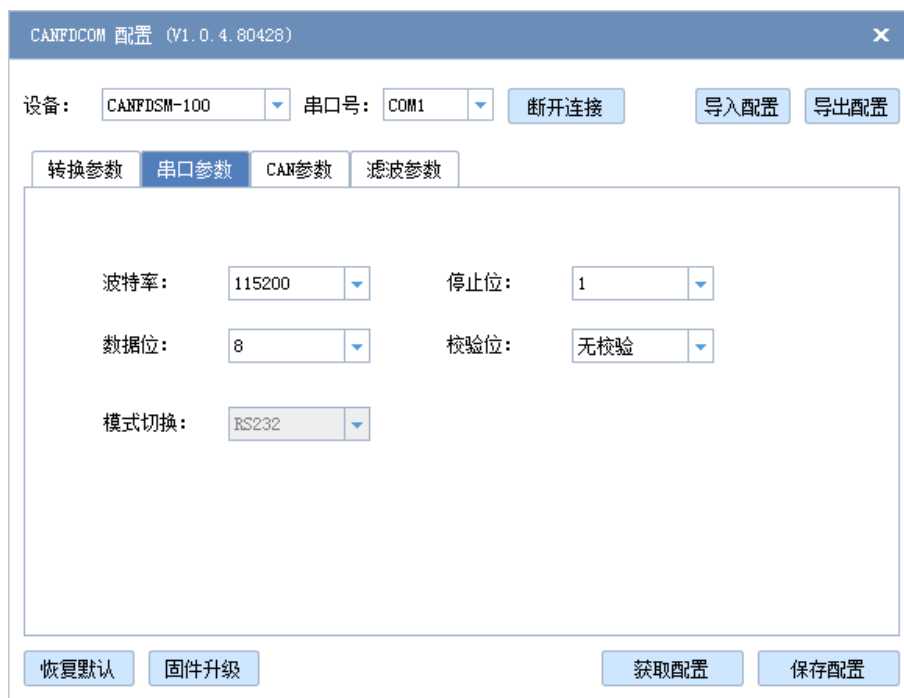 CANFDCOM 配置 (V1.0.4.80428)
设备: CANFDSM-100 串口号: COM1 断开连接 导入配置 导出配置
转换参数 串口参数 CAN参数 滤波参数
波特率: 115200 停止位: 1
数据位: 8 校验位: 无校验
模式切换: RS232
恢复默认 固件升级 获取配置 保存配置